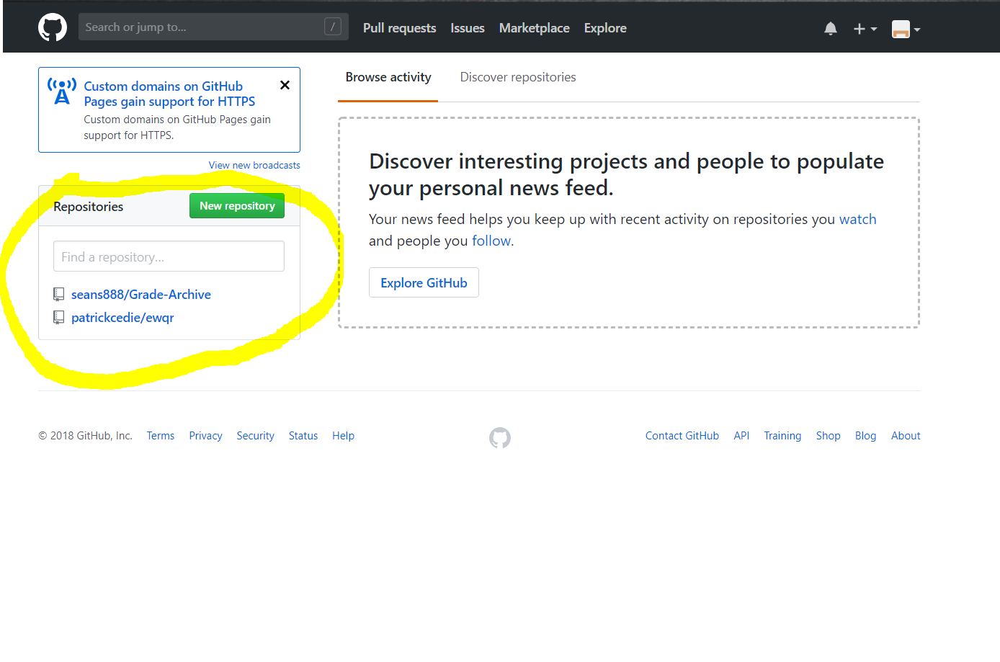 Search or jump to... /
Pull requests Issues Marketplace Explore
Custom domains on GitHub
Pages gain support for HTTPS
Custom domains on GitHub Pages gain
support for HTTPS.
View new broadcasts
Repositories New repository
Find a repository...
seans888/Grade-Archive
patrickcedie/ewqr
Browse activity Discover repositories
Discover interesting projects and people to populate
your personal news feed.
Your news feed helps you keep up with recent activity on repositories you watch
and people you follow.
Explore GitHub
© 2018 GitHub, Inc. Terms Privacy Security Status Help
Contact GitHub API Training Shop Blog About